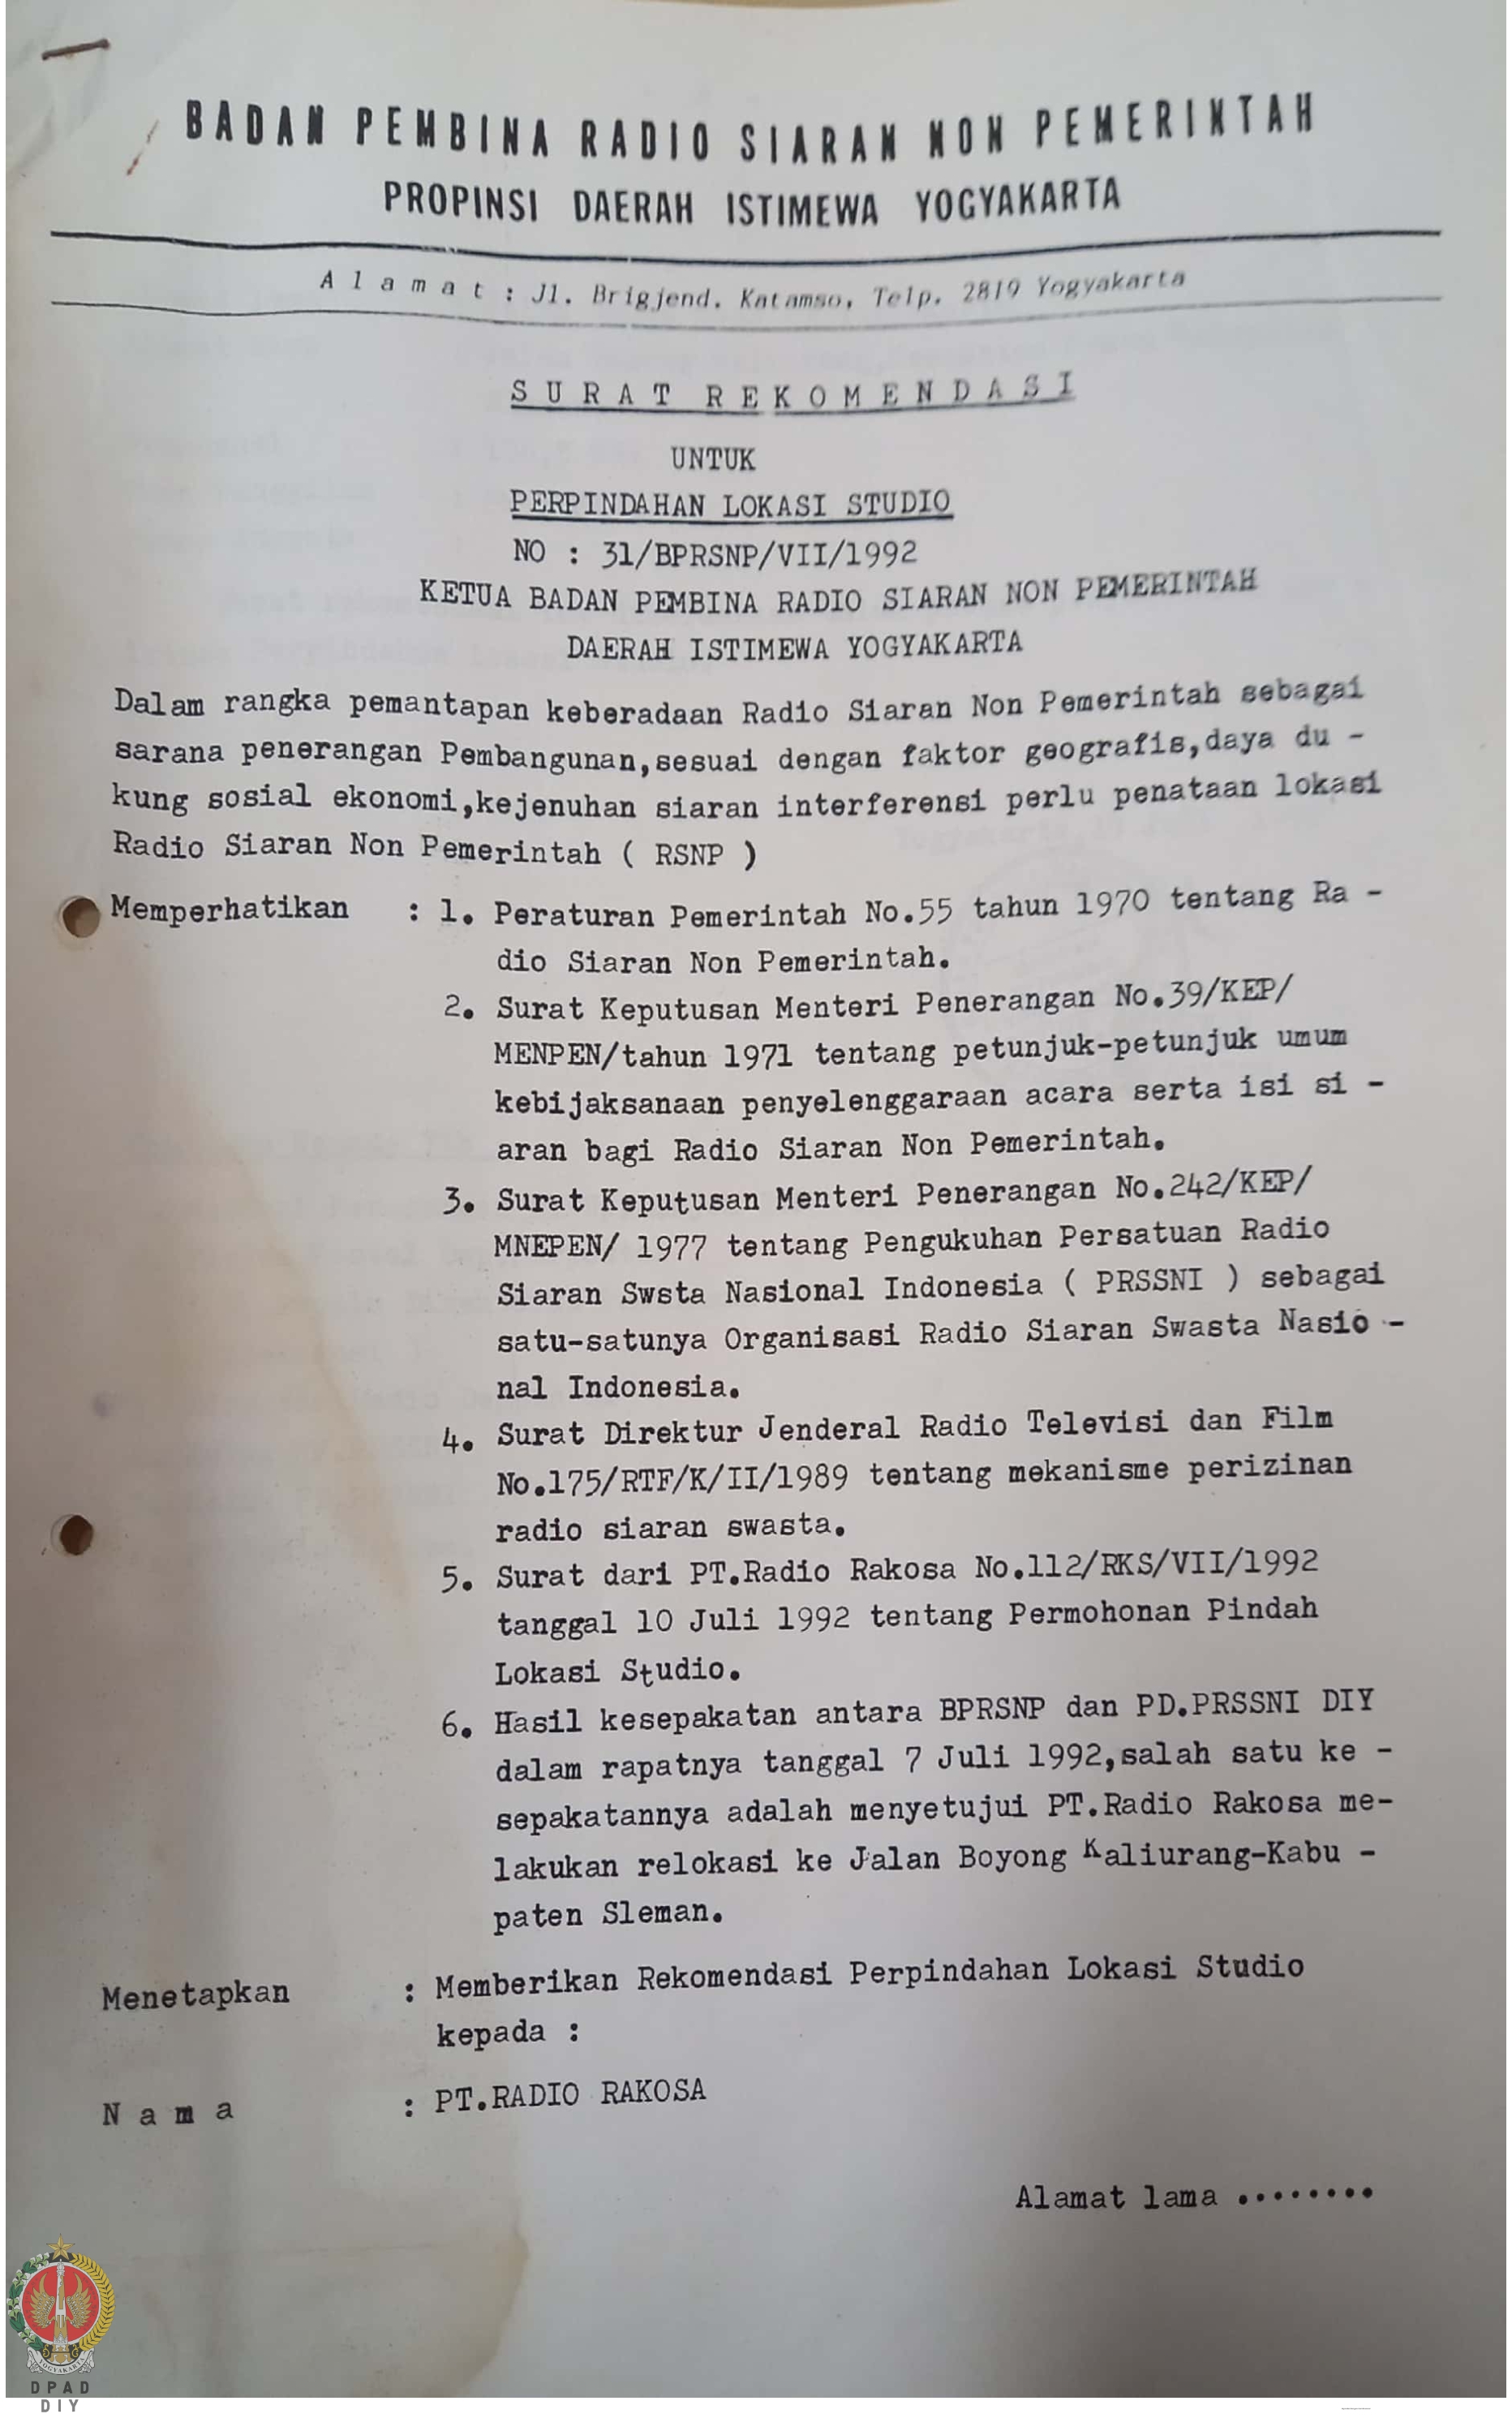 BADAN PEMBINA RADIO SIARAN NON PEMERINTAH
PROPINSI DAERAH ISTIMEWA YOGYAKARTA
A l a m a t : Jl. Brigjend. Katamso, Telp. 2819 Yogyakarta
S U R A T R E K O M E N D A S I
UNTUK
PERPINDAHAN LOKASI STUDIO
NO : 31/BPRSNP/VII/1992
KETUA BADAN PEMBINA RADIO SIARAN NON PEMERINTAH
DAERAH ISTIMEWA YOGYAKARTA
Dalam rangka pemantapan keberadaan Radio Siaran Non Pemerintah sebagai
sarana penerangan Pembangunan,sesuai dengan faktor geografis,daya du -
kung sosial ekonomi,kejenuhan siaran interferensi perlu penataan lokasi
Radio Siaran Non Pemerintah ( RSNP )
Memperhatikan : 1. Peraturan Pemerintah No.55 tahun 1970 tentang Ra -
dio Siaran Non Pemerintah.
2. Surat Keputusan Menteri Penerangan No.39/KEP/
MENPEN/tahun 1971 tentang petunjuk-petunjuk umum
kebijaksanaan penyelenggaraan acara serta isi si -
aran bagi Radio Siaran Non Pemerintah.
3. Surat Keputusan Menteri Penerangan No.242/KEP/
MNEPEN/ 1977 tentang Pengukuhan Persatuan Radio
Siaran Swsta Nasional Indonesia ( PRSSNI ) sebagai
satu-satunya Organisasi Radio Siaran Swasta Nasio -
nal Indonesia.
4. Surat Direktur Jenderal Radio Televisi dan Film
No.175/RTF/K/II/1989 tentang mekanisme perizinan
radio siaran swasta.
5. Surat dari PT.Radio Rakosa No.112/RKS/VII/1992
tanggal 10 Juli 1992 tentang Permohonan Pindah
Lokasi Studio.
6. Hasil kesepakatan antara BPRSNP dan PD.PRSSNI DIY
dalam rapatnya tanggal 7 Juli 1992,salah satu ke -
sepakatannya adalah menyetujui PT.Radio Rakosa me-
lakukan relokasi ke Jalan Boyong Kaliurang-Kabu -
paten Sleman.
Menetapkan : Memberikan Rekomendasi Perpindahan Lokasi Studio
kepada :
N a m a : PT.RADIO RAKOSA
Alamat lama ........
YOGYAKARTA
DPAD
DIY